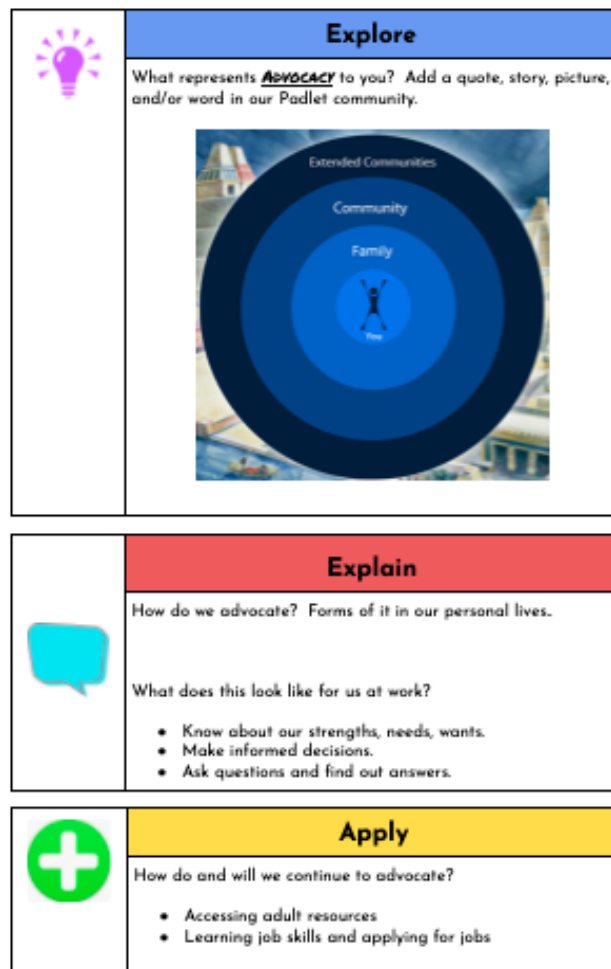 Explore
What represents ADVOCACY to you? Add a quote, story, picture,
and/or word in our Padlet community.
Extended Communities
Community
Family
You
Explain
How do we advocate? Forms of it in our personal lives..
What does this look like for us at work?
• Know about our strengths, needs, wants.
• Make informed decisions.
• Ask questions and find out answers.
Apply
How do and will we continue to advocate?
• Accessing adult resources
• Learning job skills and applying for jobs